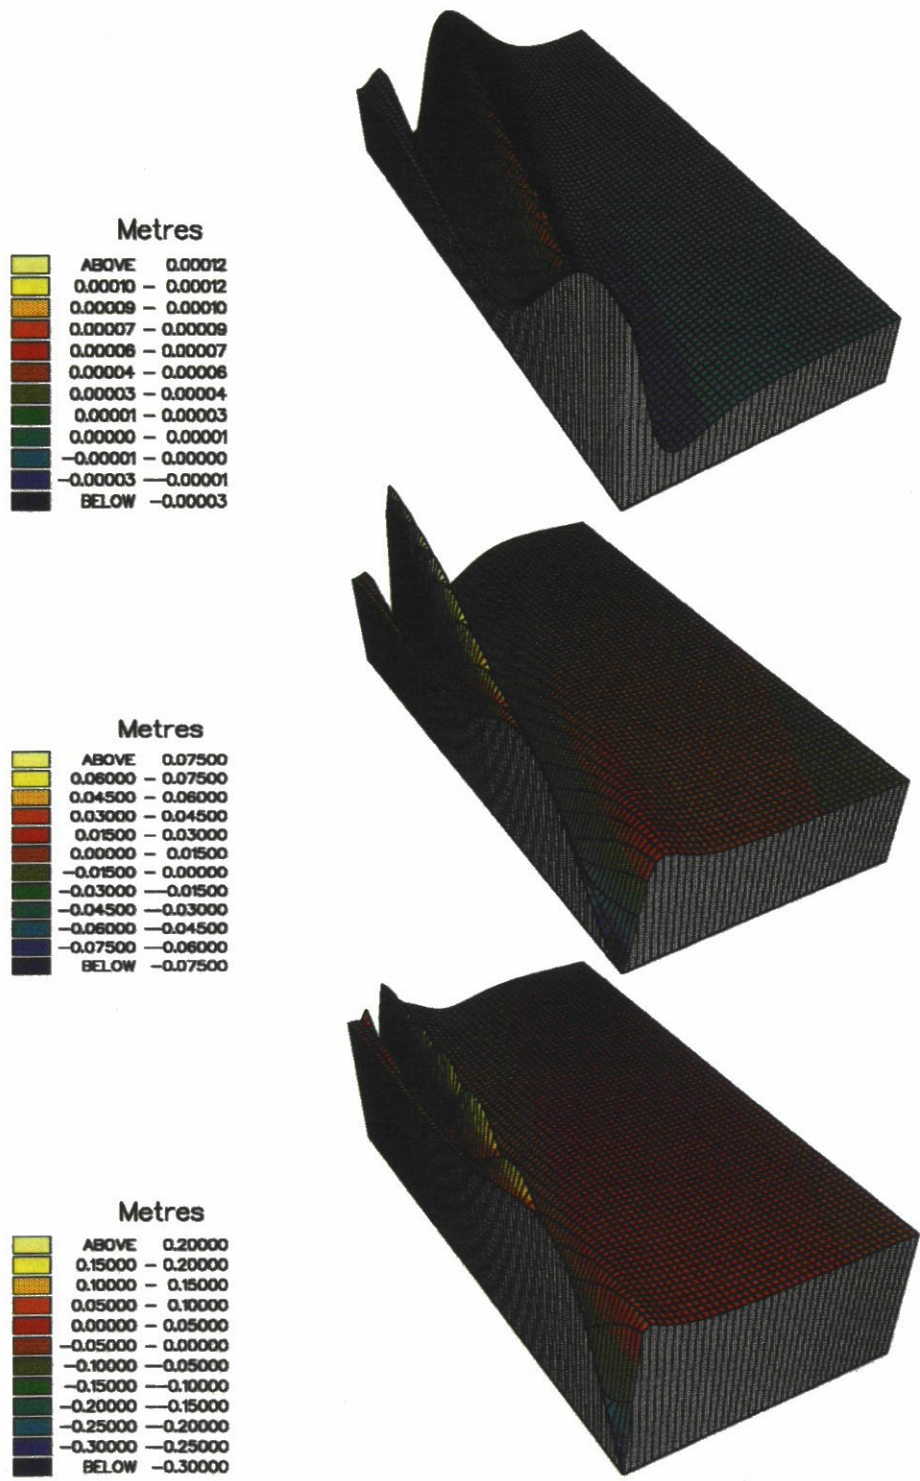 Metres
ABOVE 0.00012
0.00010 - 0.00012
0.00009 - 0.00010
0.00007 - 0.00009
0.00006 - 0.00007
0.00004 - 0.00006
0.00003 - 0.00004
0.00001 - 0.00003
0.00000 - 0.00001
-0.00001 - 0.00000
-0.00003 --0.00001
BELOW -0.00003
Metres
ABOVE 0.07500
0.06000 - 0.07500
0.04500 - 0.06000
0.03000 - 0.04500
0.01500 - 0.03000
0.00000 - 0.01500
-0.01500 - 0.00000
-0.03000 --0.01500
-0.04500 --0.03000
-0.06000 --0.04500
-0.07500 --0.06000
BELOW -0.07500
Metres
ABOVE 0.20000
0.15000 - 0.20000
0.10000 - 0.15000
0.05000 - 0.10000
0.00000 - 0.05000
-0.05000 - 0.00000
-0.10000 --0.05000
-0.15000 --0.10000
-0.20000 --0.15000
-0.25000 --0.20000
-0.30000 --0.25000
BELOW -0.30000